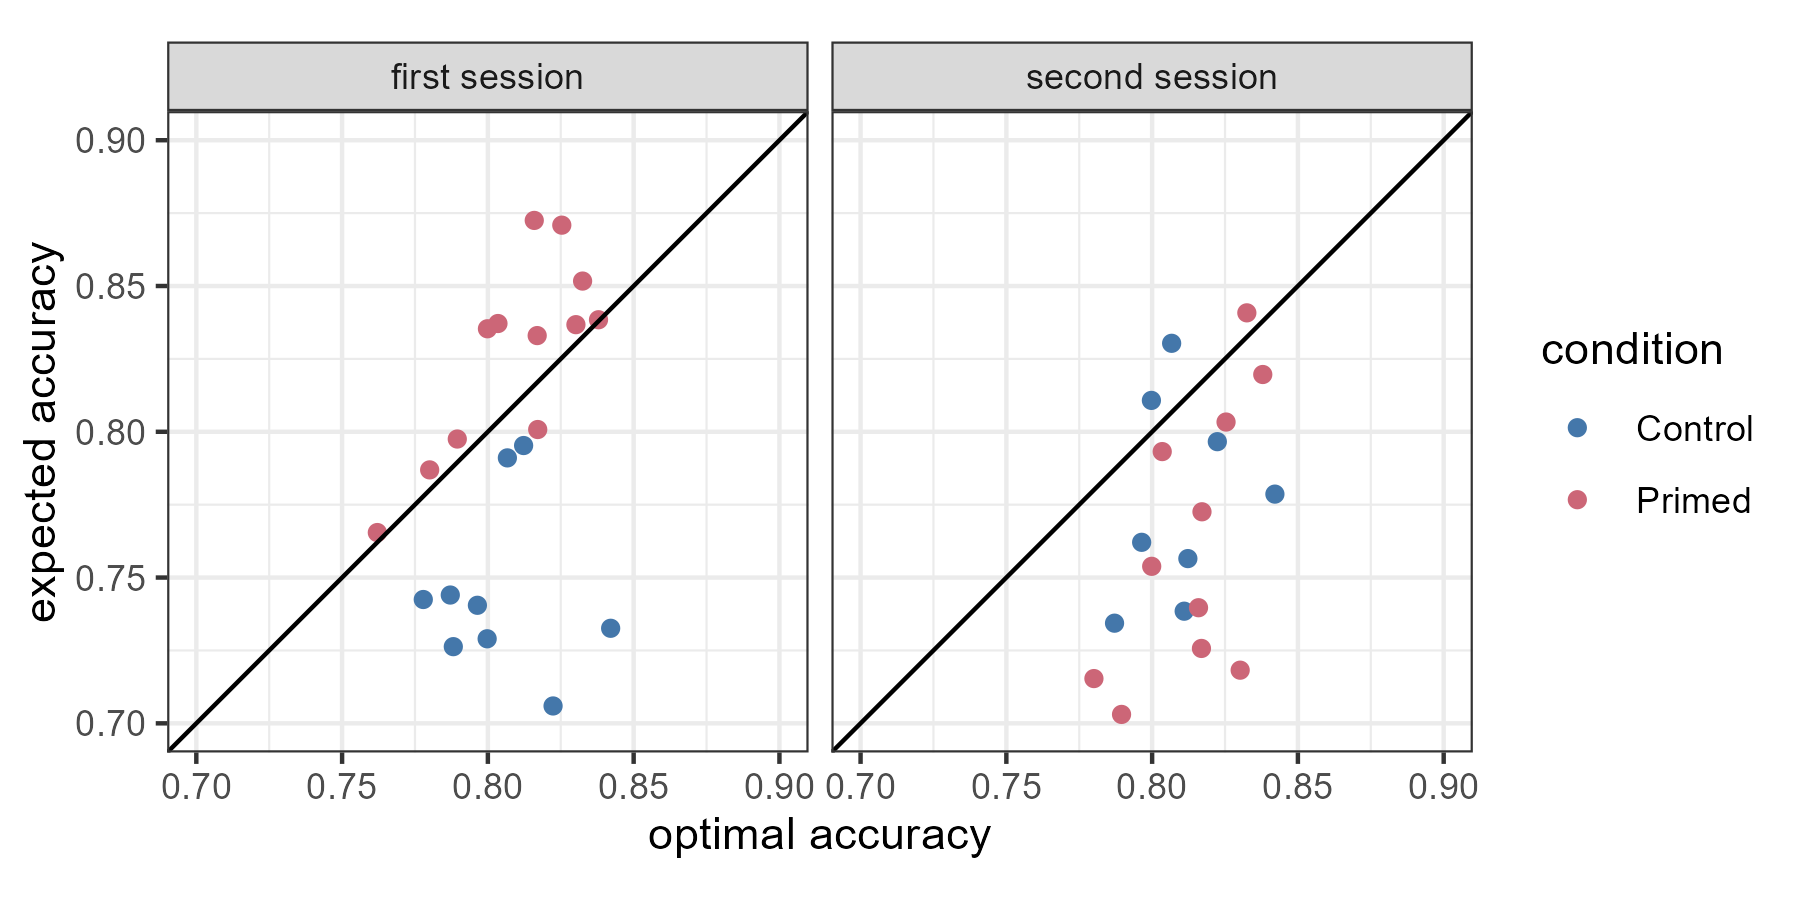 first session
second session
0.90
0.85
0.80
0.75
0.70
expected accuracy
0.70 0.75 0.80 0.85 0.90
0.70 0.75 0.80 0.85 0.90
optimal accuracy
condition
Control
Primed